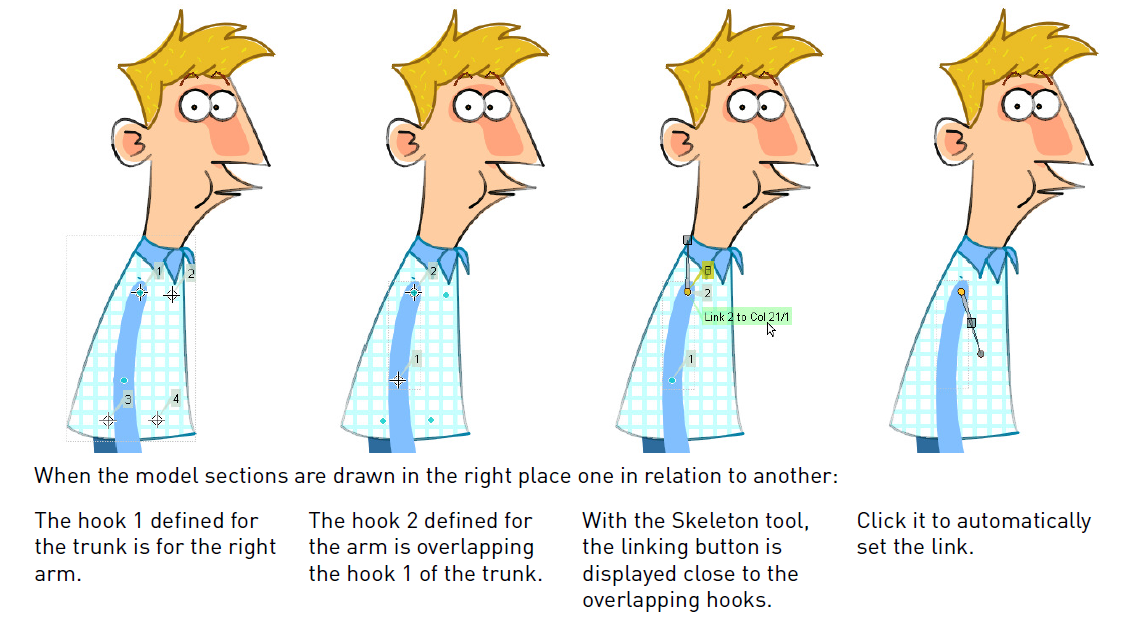 1
2
3
4
2
1
B
2
Link 2 to Col 21/1
1
When the model sections are drawn in the right place one in relation to another:
The hook 1 defined for
the trunk is for the right
arm.
The hook 2 defined for
the arm is overlapping
the hook 1 of the trunk.
With the Skeleton tool,
the linking button is
displayed close to the
overlapping hooks.
Click it to automatically
set the link.